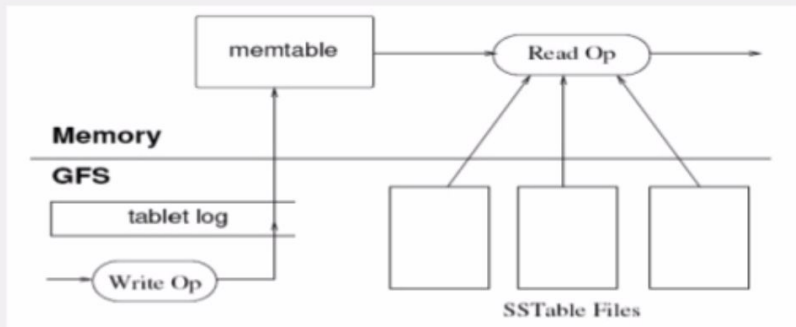 memtable
Read Op
Memory
GFS
tablet log
Write Op
SSTable Files